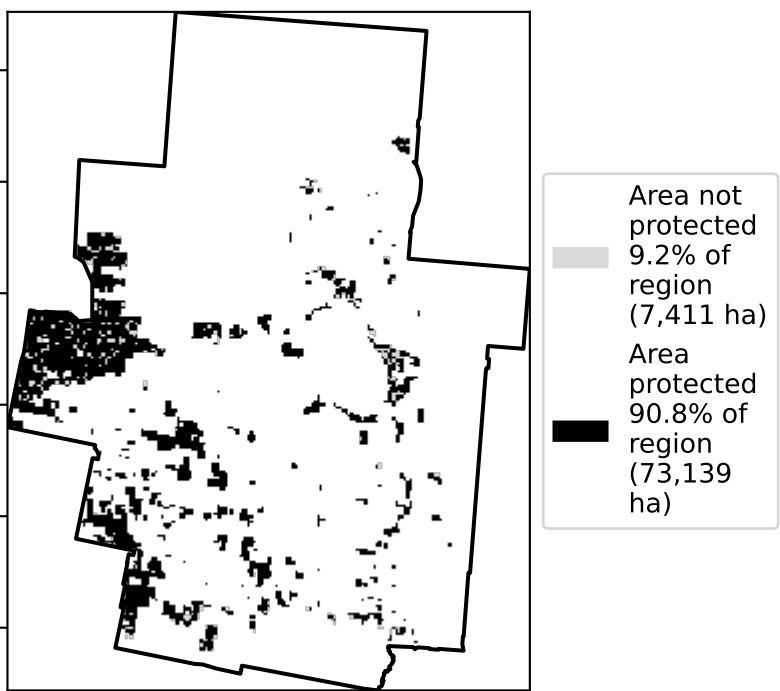 Area not
protected
9.2% of
region
(7,411 ha)
Area
protected
90.8% of
region
(73,139
ha)